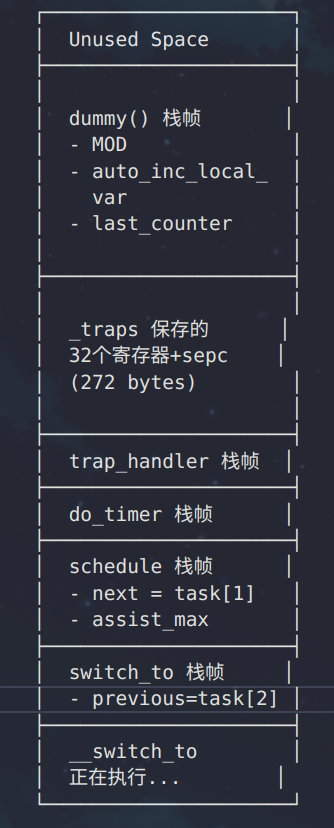 Unused Space
dummy() 栈帧
- MOD
- auto_inc_local_
var
- last_counter
_traps 保存的
32个寄存器+sepc
(272 bytes)
trap_handler 栈帧
do_timer 栈帧
schedule 栈帧
- next = task[1]
- assist_max
switch_to 栈帧
- previous=task[2]
__switch_to
正在执行...